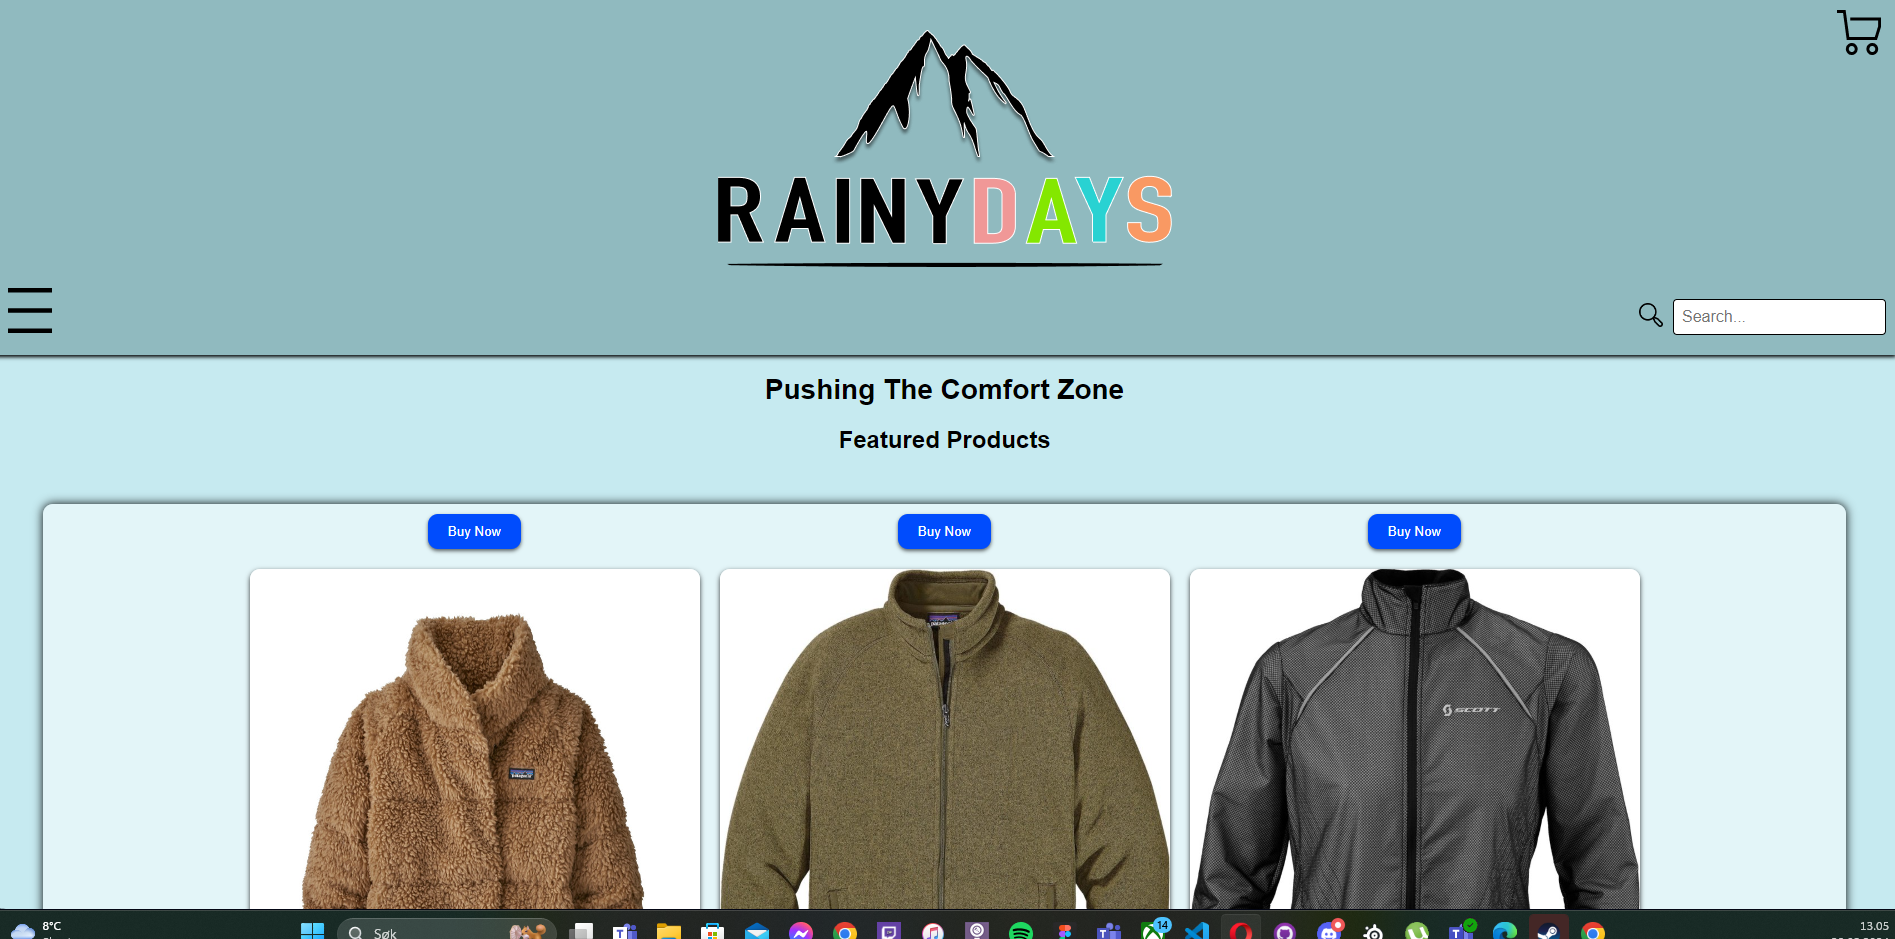 RAINYDAYS
Search...
Pushing The Comfort Zone
Featured Products
Buy Now
Buy Now
Buy Now
patagonia
SCOTT
8°C
Søk
14
13.05